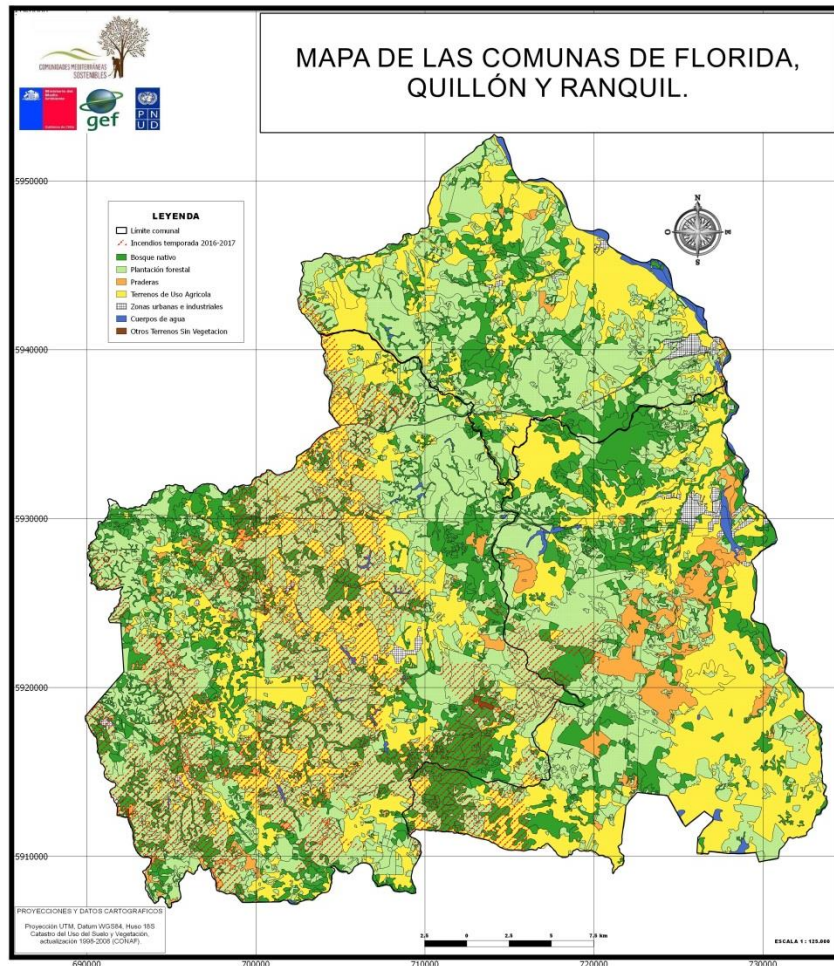 MAPA DE LAS COMUNAS DE FLORIDA,
QUILLÓN Y RANQUIL.
COMUNIDADES MEDITERRÁNEAS
SOSTENIBLES
gef
P N
U D
5950000
5940000
5930000
5920000
5910000
LEYENDA
Límite comunal
Incendios temporada 2016-2017
Bosque nativo
Plantación forestal
Praderas
Terrenos de Uso Agrícola
Zonas urbanas e industriales
Cuerpos de agua
Otros Terrenos Sin Vegetacion
N
S
PROYECCIONES Y DATOS CARTOGRAFICOS
Proyección UTM, Datum WGS84, Huso 18S
Catastro del Uso del Suelo y Vegetación,
actualización 1998-2008 (CONAF).
2.5 0 2.5 5 7.5 km
ESCALA 1 : 125.000
690000 700000 710000 720000 730000